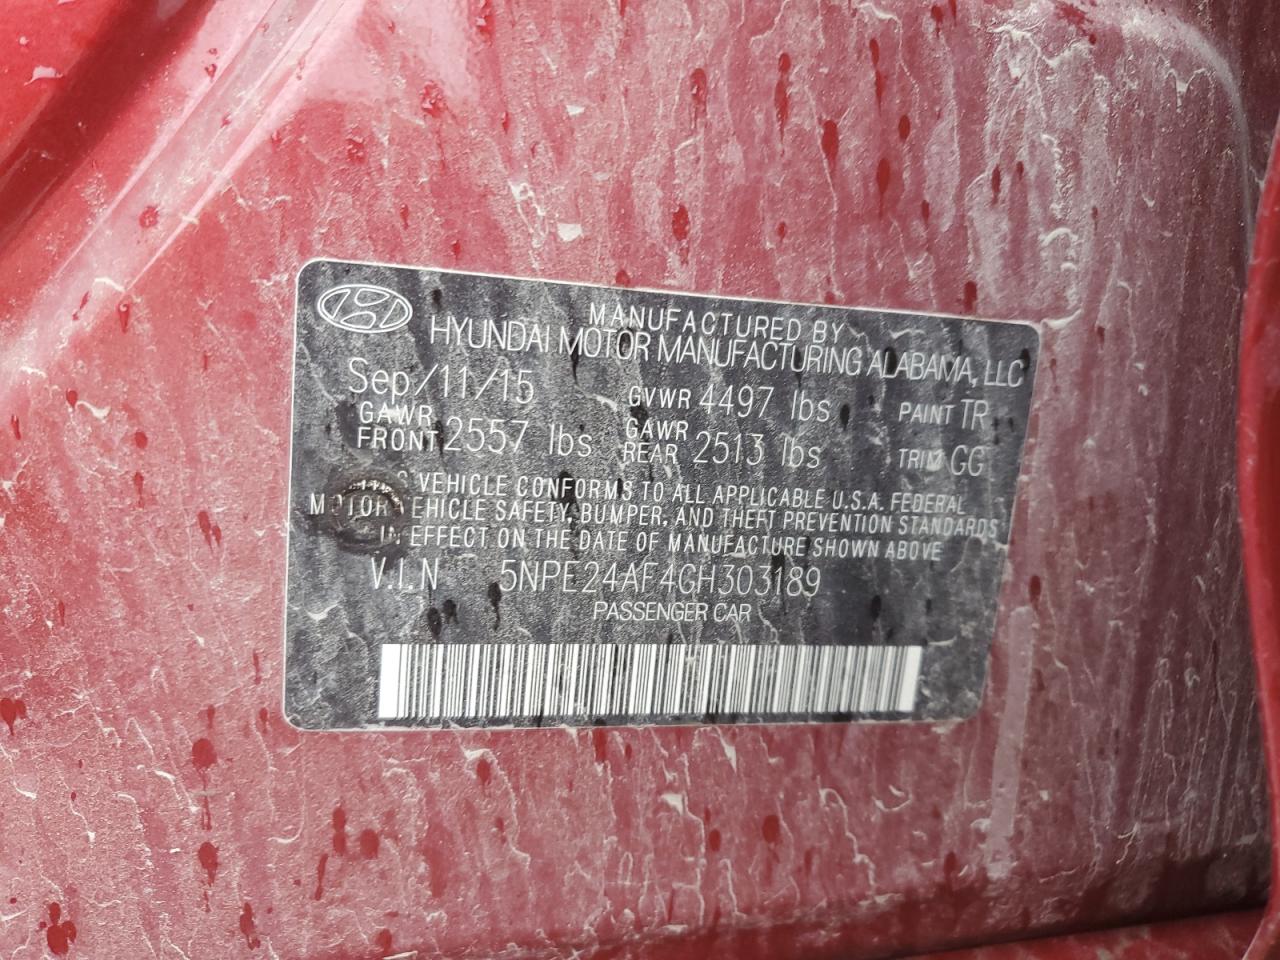 MANUFACTURED BY
HYUNDAI MOTOR MANUFACTURING ALABAMA, LLC
Sep/11/15 GVWR 4497 lbs PAINT TR
GAWR FRONT 2557 lbs GAWR REAR 2513 lbs TRIM GG
VEHICLE CONFORMS TO ALL APPLICABLE U.S.A. FEDERAL
MOTOR VEHICLE SAFETY, BUMPER, AND THEFT PREVENTION STANDARDS
IN EFFECT ON THE DATE OF MANUFACTURE SHOWN ABOVE
V.I.N 5NPE24AF4GH303189
PASSENGER CAR